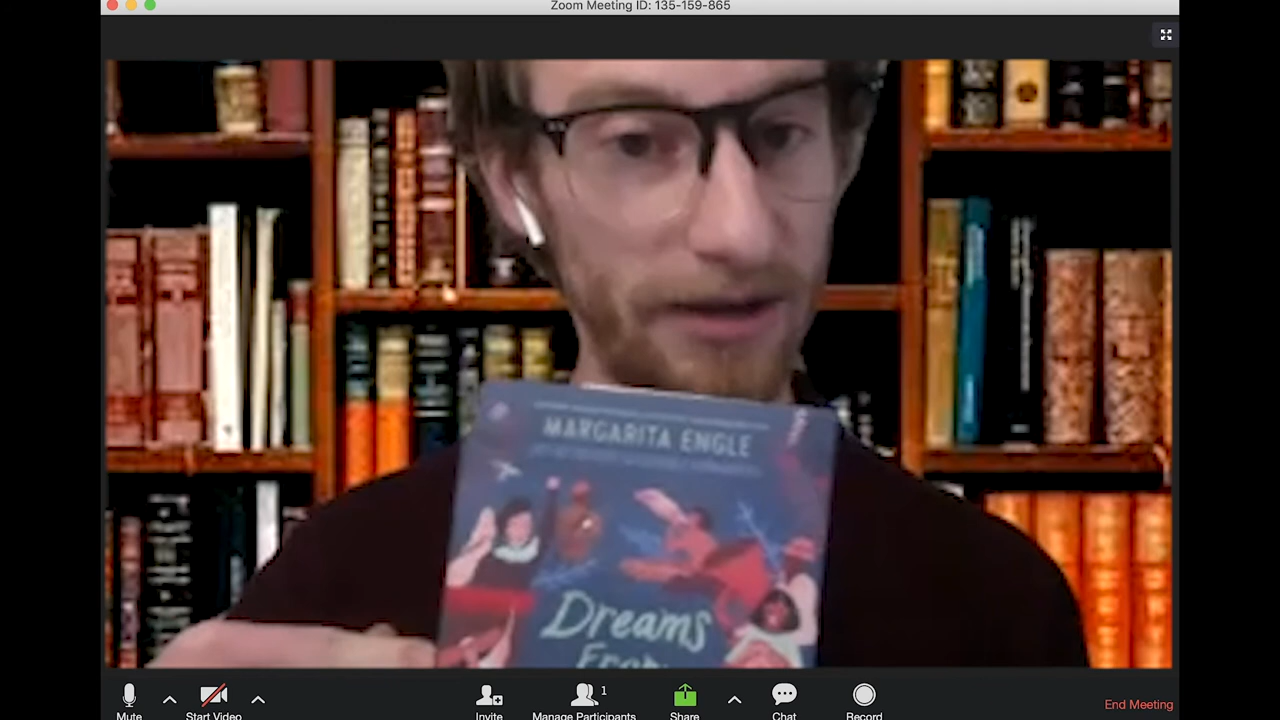 Zoom Meeting ID: 135-159-865
MARGARITA ENGLE
Dreams
From
Mute
Start Video
Invite
1
Manage Participants
Share
Chat
Record
End Meeting